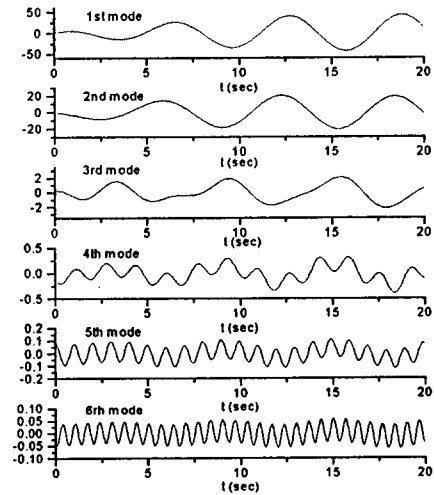 1st mode
50
0
-50
0 5 10 15 20
t (sec)
2nd mode
20
0
-20
0 5 10 15 20
t (sec)
3rd mode
2
0
-2
0 5 10 15 20
t (sec)
4th mode
0.5
0.0
-0.5
0 5 10 15 20
t (sec)
5th mode
0.2
0.1
0.0
-0.1
-0.2
0 5 10 15 20
t (sec)
6rh mode
0.10
0.05
0.00
-0.05
-0.10
0 5 10 15 20
t (sec)